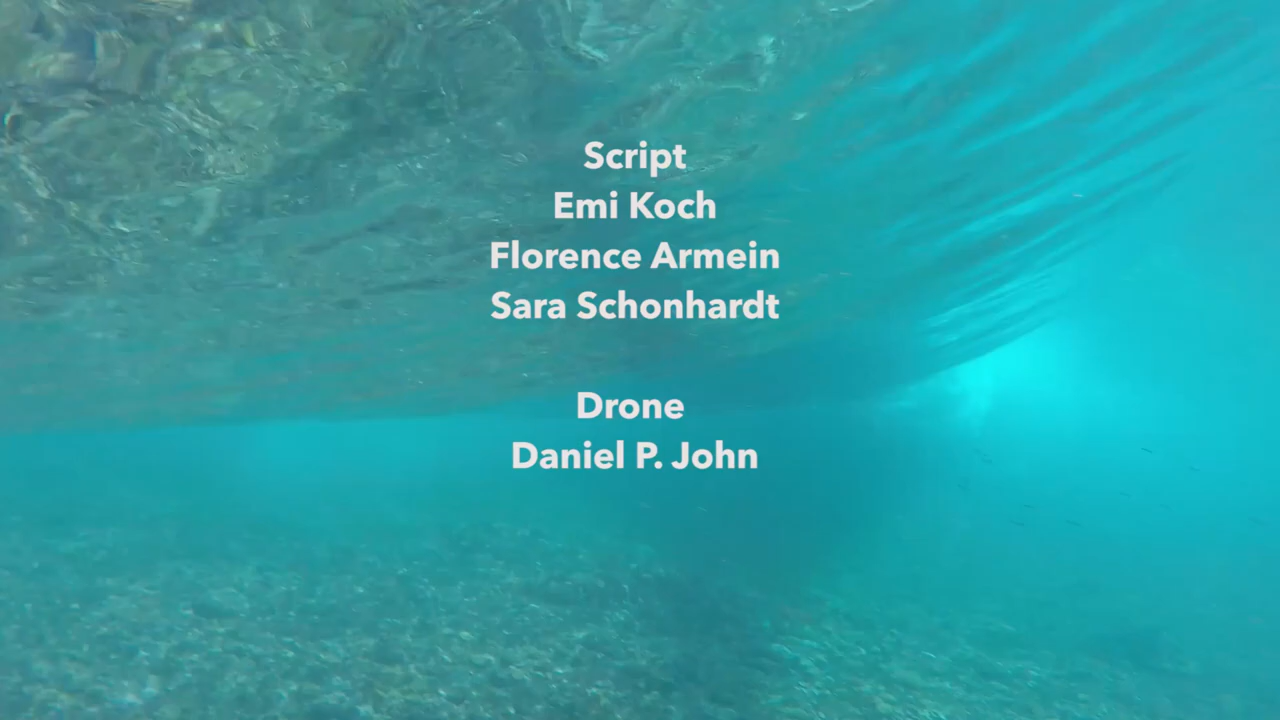 Script
Emi Koch
Florence Armein
Sara Schonhardt
Drone
Daniel P. John